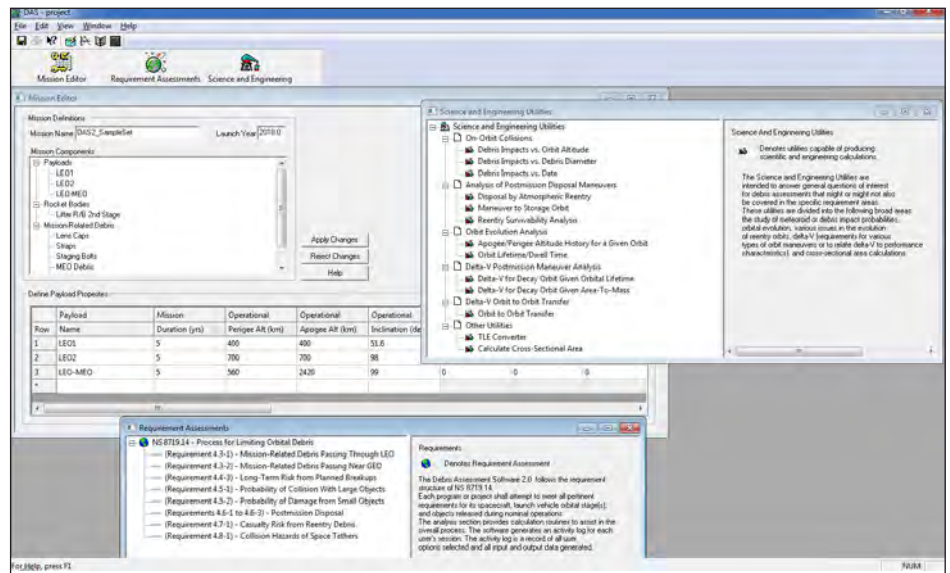 DAS - project
File Edit View Window Help
Mission Editor Requirement Assessments Science and Engineering
Mission Editor
Mission Definitions
Mission Name DAS2_SampleSet Launch Year 2010.0
Mission Components
Payloads
LEO1
LEO2
LEO-MEO
Rocket Bodies
Lifter R/B 2nd Stage
Mission-Related Debris
Lens Caps
Straps
Staging Bolts
MEO Debris
Apply Changes
Reject Changes
Help
Define Payload Properties
Payload Mission Operational Operational Operational
Row Name Duration (yrs) Perigee Alt (km) Apogee Alt (km) Inclination (de
1 LEO1 5 400 400 51.6
2 LEO2 5 700 700 98
3 LEO-MEO 5 560 2420 99 0 0 0
*
Science and Engineering Utilities
Science and Engineering Utilities
On-Orbit Collisions
Debris Impacts vs. Orbit Altitude
Debris Impacts vs. Debris Diameter
Debris Impacts vs. Date
Analysis of Postmission Disposal Maneuvers
Disposal by Atmospheric Reentry
Maneuver to Storage Orbit
Reentry Survivability Analysis
Orbit Evolution Analysis
Apogee/Perigee Altitude History for a Given Orbit
Orbit Lifetime/Dwell Time
Delta-V Postmission Maneuver Analysis
Delta-V for Decay Orbit Given Orbital Lifetime
Delta-V for Decay Orbit Given Area-To-Mass
Delta-V Orbit to Orbit Transfer
Orbit to Orbit Transfer
Other Utilities
TLE Converter
Calculate Cross-Sectional Area
Science And Engineering Utilities
Denotes utilities capable of producing
scientific and engineering calculations.
The Science and Engineering Utilities are
intended to answer general questions of interest
for debris assessments that might or might not also
be covered in the specific requirement areas.
These utilities are divided into the following broad areas:
the study of meteoroid or debris impact probabilities,
orbital evolution, various issues in the evolution
of reentry orbits, delta-V (requirements for various
types of orbit maneuvers or to relate delta-V to performance
characteristics), and cross-sectional area calculations.
Requirement Assessments
NS 8719.14 - Process for Limiting Orbital Debris
(Requirement 4.3-1) - Mission-Related Debris Passing Through LEO
(Requirement 4.3-2) - Mission-Related Debris Passing Near GEO
(Requirement 4.4-3) - Long-Term Risk from Planned Breakups
(Requirement 4.5-1) - Probability of Collision With Large Objects
(Requirement 4.5-2) - Probability of Damage from Small Objects
(Requirements 4.6-1 to 4.6-3) - Postmission Disposal
(Requirement 4.7-1) - Casualty Risk from Reentry Debris
(Requirement 4.8-1) - Collision Hazards of Space Tethers
Requirements
Denotes Requirement Assessment
The Debris Assessment Software 2.0 follows the requirement
structure of NS 8719.14.
Each program or project shall attempt to meet all pertinent
requirements for its spacecraft, launch vehicle orbital stage(s),
and objects released during nominal operations.
The analysis section provides calculation routines to assist in the
overall process. The software generates an activity log for each
user's session. The activity log is a record of all user
options selected and all input and output data generated.
For Help, press F1
NUM